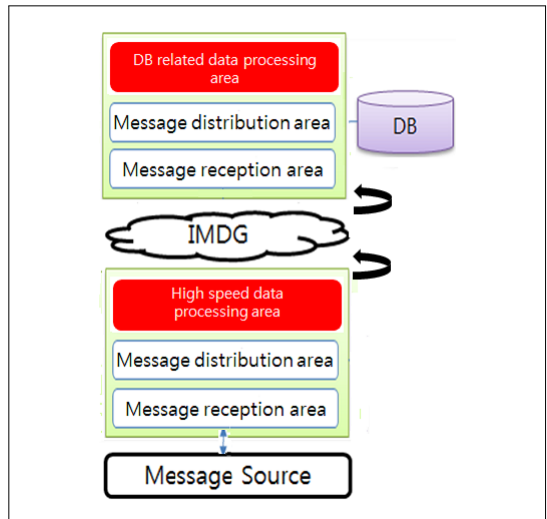 DB related data processing
area
Message distribution area
DB
Message reception area
IMDG
High speed data
processing area
Message distribution area
Message reception area
Message Source